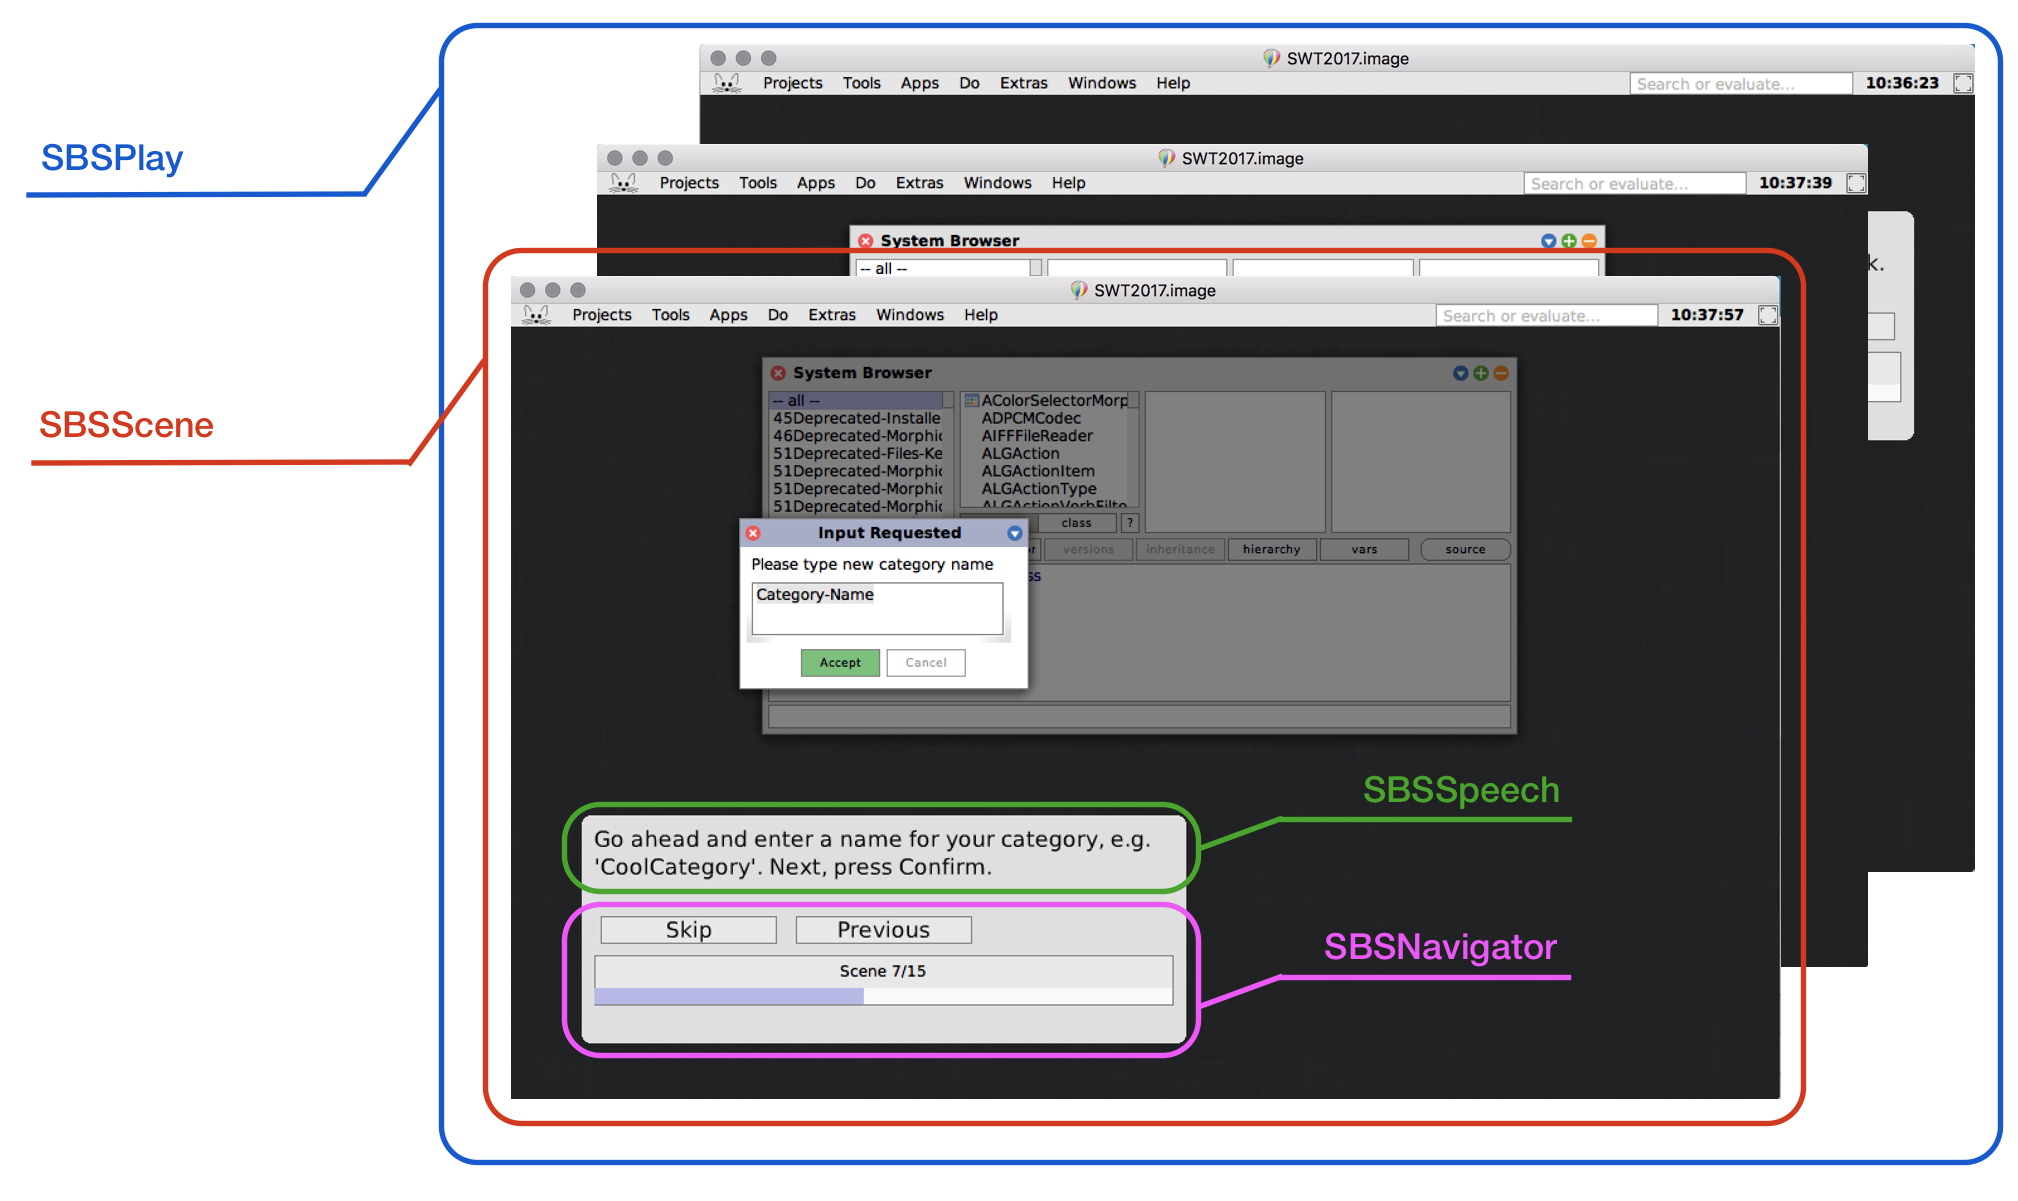 SWT2017.image
Projects Tools Apps Do Extras Windows Help Search or evaluate... 10:36:23
SBSPlay
SWT2017.image
Projects Tools Apps Do Extras Windows Help Search or evaluate... 10:37:39
System Browser
-- all --
k.
SBSScene
SWT2017.image
Projects Tools Apps Do Extras Windows Help Search or evaluate... 10:37:57
System Browser
-- all --
45Deprecated-Installe
46Deprecated-Morphic
51Deprecated-Files-Ke
51Deprecated-Morphic
51Deprecated-Morphic
51Deprecated-Morphic
AColorSelectorMorp
ADPCMCodec
AIFFFileReader
ALGAction
ALGActionItem
ALGActionType
ALGActionVerbFilte
class ?
or versions inheritance hierarchy vars source
ss
Input Requested
Please type new category name
Category-Name
Accept Cancel
SBSSpeech
Go ahead and enter a name for your category, e.g.
'CoolCategory'. Next, press Confirm.
SBSNavigator
Skip Previous
Scene 7/15